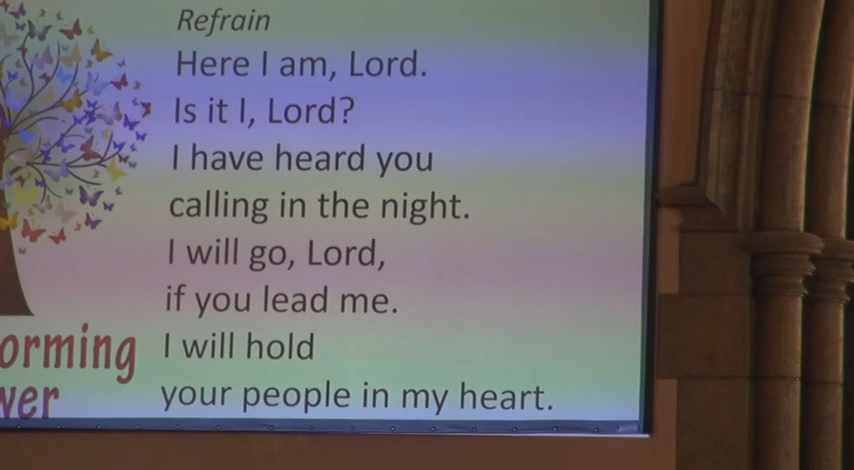 Refrain
Here I am, Lord.
Is it I, Lord?
I have heard you
calling in the night.
I will go, Lord,
if you lead me.
I will hold
your people in my heart.
orming
wer